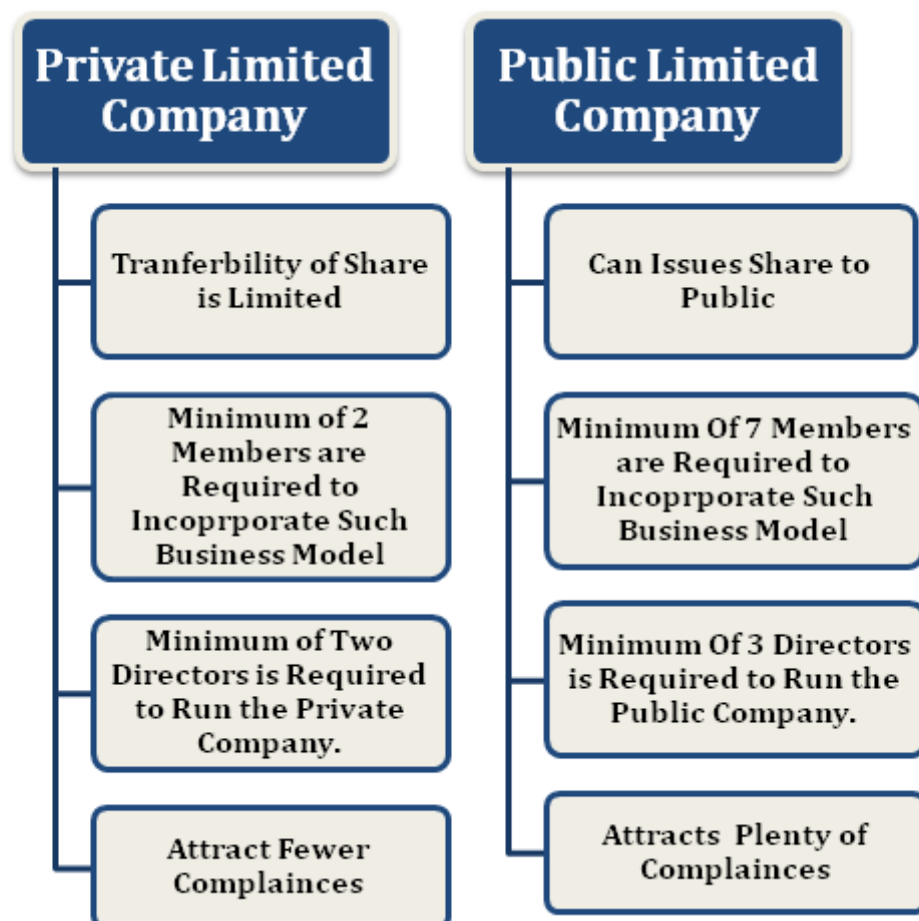 Private Limited
Company
Tranferbility of Share
is Limited
Minimum of 2
Members are
Required to
Incoprporate Such
Business Model
Minimum of Two
Directors is Required
to Run the Private
Company.
Attract Fewer
Complainces
Public Limited
Company
Can Issues Share to
Public
Minimum Of 7 Members
are Required to
Incoprporate Such
Business Model
Minimum Of 3 Directors
is Required to Run the
Public Company.
Attracts Plenty of
Complainces